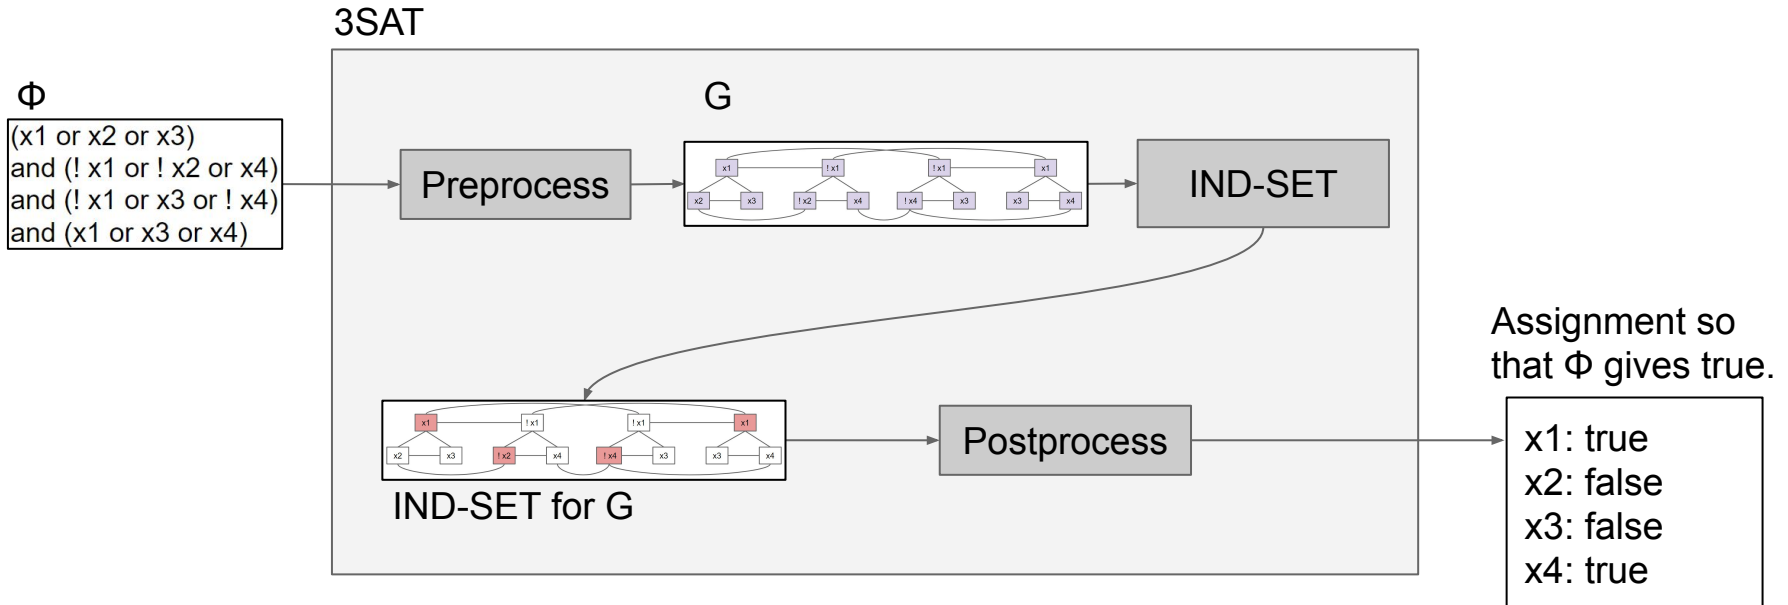 3SAT
Φ
(x1 or x2 or x3)
and (! x1 or ! x2 or x4)
and (! x1 or x3 or ! x4)
and (x1 or x3 or x4)
Preprocess
G
x1 ! x1 ! x1 x1
x2 x3 ! x2 x4 ! x4 x3 x3 x4
IND-SET
x1 ! x1 ! x1 x1
x2 x3 ! x2 x4 ! x4 x3 x3 x4
IND-SET for G
Postprocess
Assignment so
that Φ gives true.
x1: true
x2: false
x3: false
x4: true